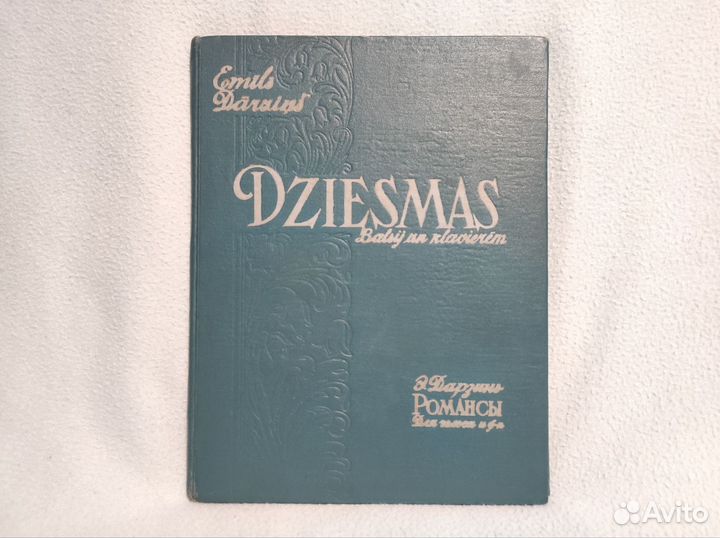 Emils
Dārziņš
DZIESMAS
Balsij un klavierēm
Э. Дарзинь
РОМАНСЫ
Для голоса и ф-п
Avito